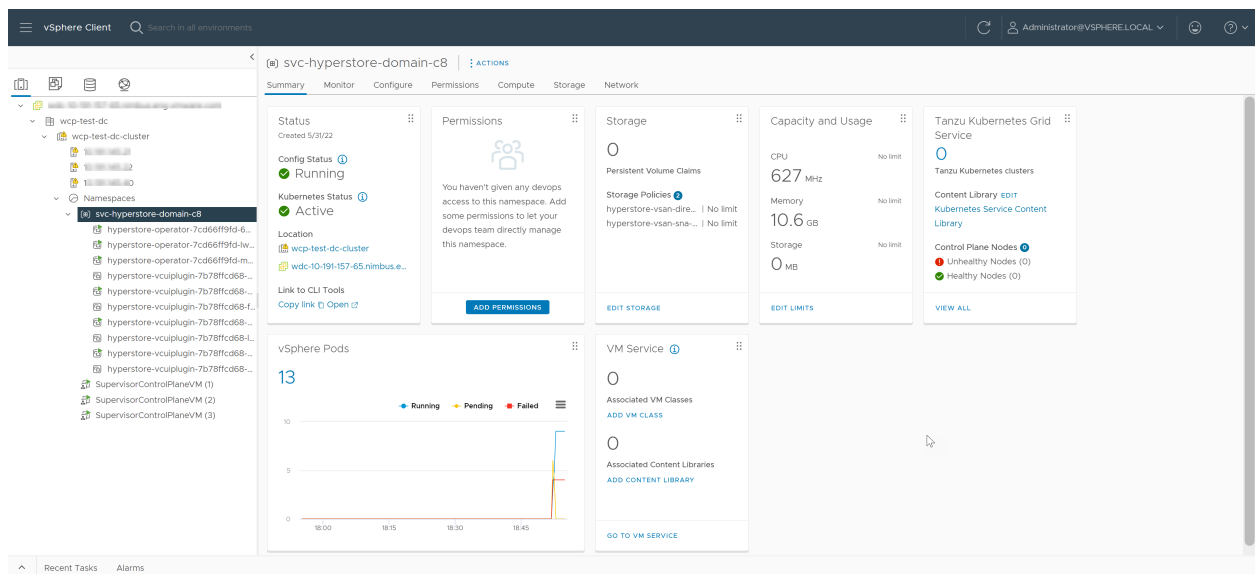 vSphere Client
Search in all environments
Administrator@VSPHERE.LOCAL
wcp-test-dc
wcp-test-dc-cluster
Namespaces
svc-hyperstore-domain-c8
hyperstore-operator-7cd66ff9fd-6...
hyperstore-operator-7cd66ff9fd-lw...
hyperstore-operator-7cd66ff9fd-m...
hyperstore-vcuiplugin-7b78ffcd68-...
hyperstore-vcuiplugin-7b78ffcd68-...
hyperstore-vcuiplugin-7b78ffcd68-f...
hyperstore-vcuiplugin-7b78ffcd68-...
hyperstore-vcuiplugin-7b78ffcd68-l...
hyperstore-vcuiplugin-7b78ffcd68-...
hyperstore-vcuiplugin-7b78ffcd68-...
SupervisorControlPlaneVM (1)
SupervisorControlPlaneVM (2)
SupervisorControlPlaneVM (3)
svc-hyperstore-domain-c8
ACTIONS
Summary Monitor Configure Permissions Compute Storage Network
Status
Created 5/31/22
Config Status
Running
Kubernetes Status
Active
Location
wcp-test-dc-cluster
wdc-10-191-157-65.nimbus.e...
Link to CLI Tools
Copy link Open
Permissions
You haven't given any devops
access to this namespace. Add
some permissions to let your
devops team directly manage
this namespace.
ADD PERMISSIONS
Storage
0
Persistent Volume Claims
Storage Policies 2
hyperstore-vsan-dire... | No limit
hyperstore-vsan-sna-... | No limit
EDIT STORAGE
Capacity and Usage
CPU No limit
627 MHz
Memory No limit
10.6 GB
Storage No limit
0 MB
EDIT LIMITS
Tanzu Kubernetes Grid
Service
0
Tanzu Kubernetes clusters
Content Library EDIT
Kubernetes Service Content
Library
Control Plane Nodes 0
Unhealthy Nodes (0)
Healthy Nodes (0)
VIEW ALL
vSphere Pods
13
Running Pending Failed
10
5
0
18:00 18:15 18:30 18:45
VM Service
0
Associated VM Classes
ADD VM CLASS
0
Associated Content Libraries
ADD CONTENT LIBRARY
GO TO VM SERVICE
Recent Tasks Alarms